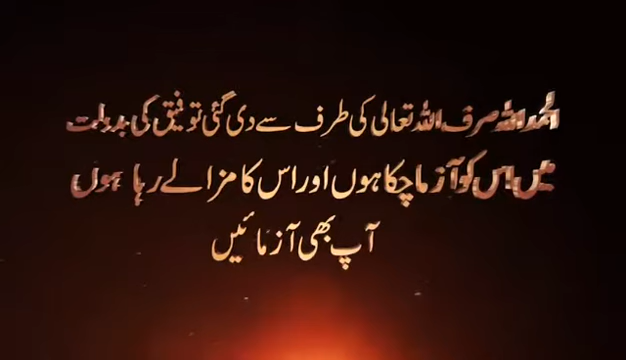 الحمدللہ صرف اللہ تعالی کی طرف سے دی گئی توفیق کی بدولت
میں اس کو آزما چکا ہوں اور اس کا مزا لے رہا ہوں
آپ بھی آزمائیں